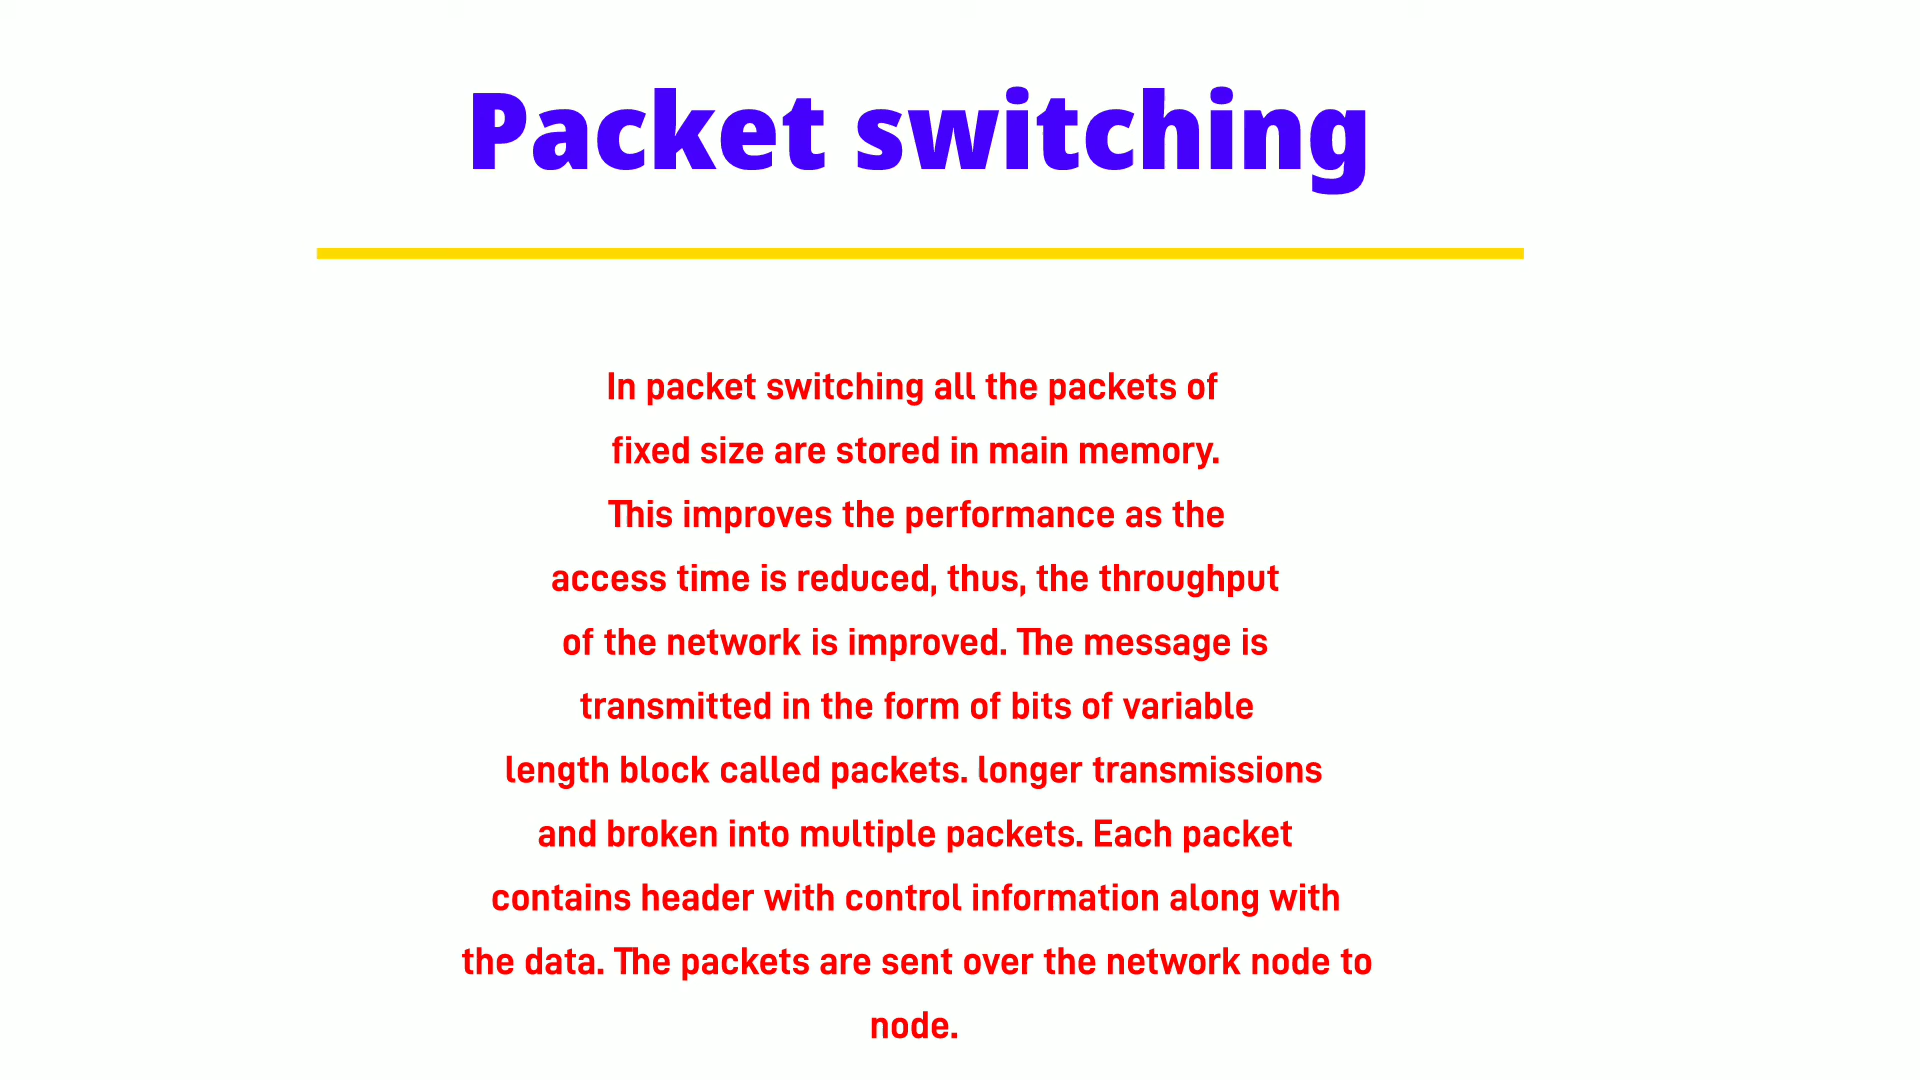 Packet switching
In packet switching all the packets of
fixed size are stored in main memory.
This improves the performance as the
access time is reduced, thus, the throughput
of the network is improved. The message is
transmitted in the form of bits of variable
length block called packets. longer transmissions
and broken into multiple packets. Each packet
contains header with control information along with
the data. The packets are sent over the network node to
node.